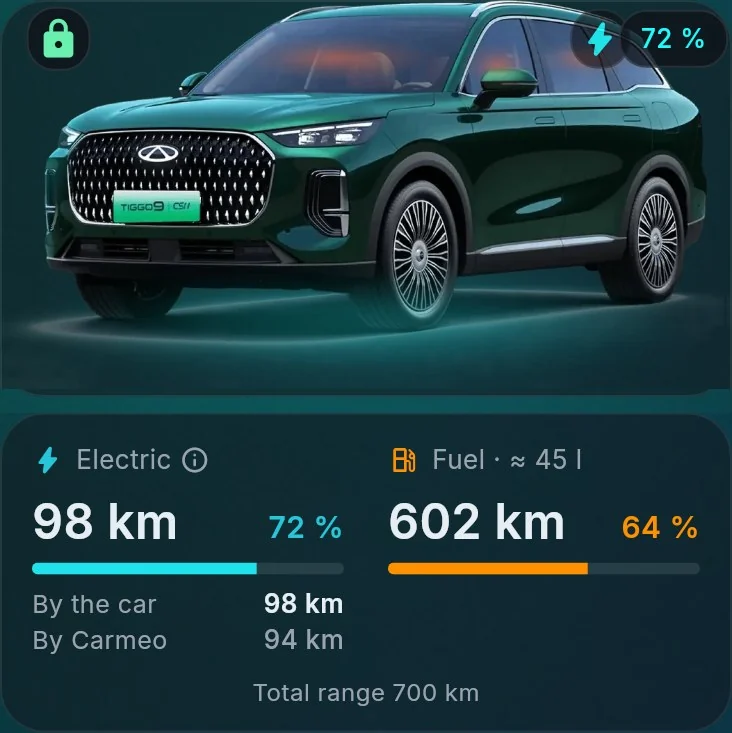 72 %
TIGGO9 CSH
Electric
Fuel · ≈ 45 l
98 km
72 %
602 km
64 %
By the car
98 km
By Carmeo
94 km
Total range 700 km